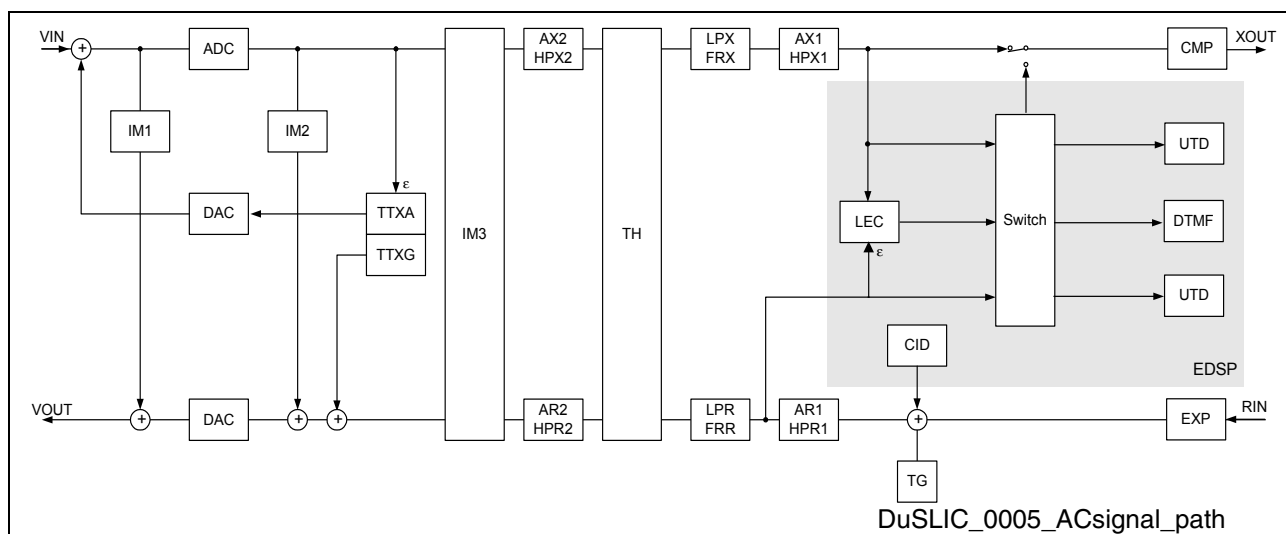 VIN
ADC
AX2
HPX2
LPX
FRX
AX1
HPX1
CMP
XOUT
IM1
IM2
ε
DAC
TTXA
TTXG
IM3
TH
LEC
ε
Switch
UTD
DTMF
UTD
CID
EDSP
VOUT
DAC
AR2
HPR2
LPR
FRR
AR1
HPR1
EXP
RIN
TG
+
+
+
+
+
DuSLIC_0005_ACsignal_path